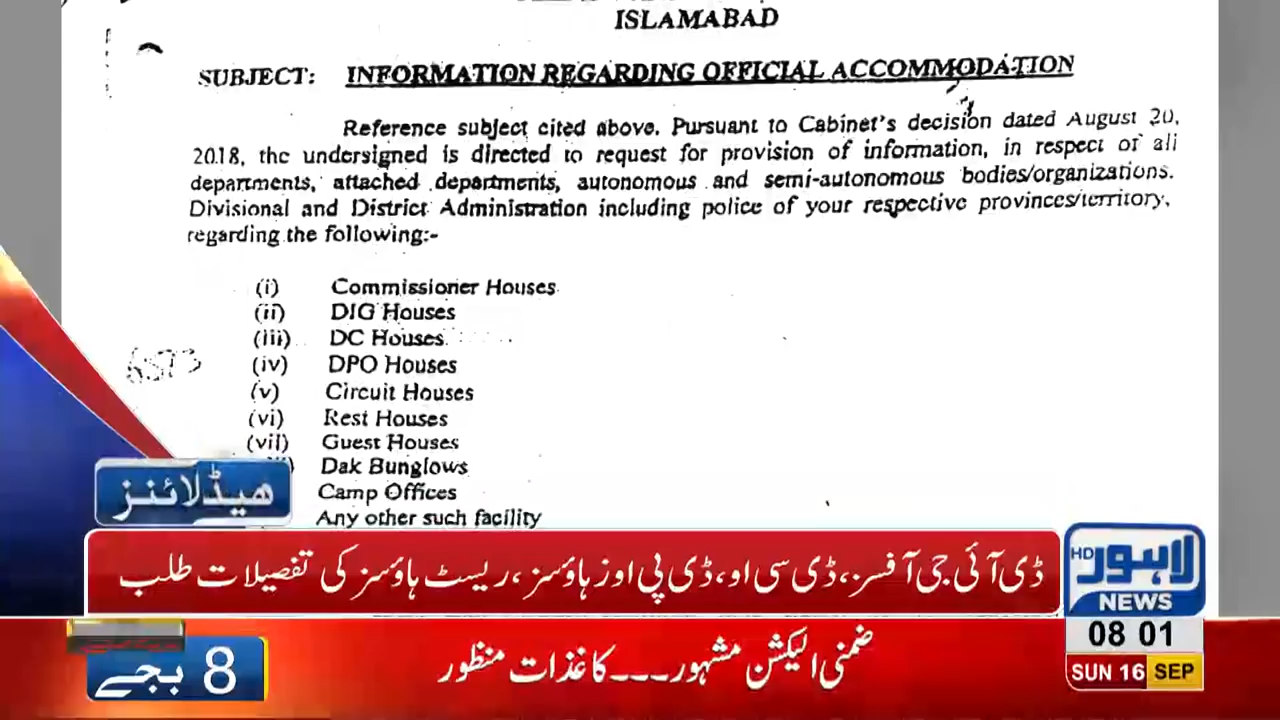 ISLAMABAD
SUBJECT: INFORMATION REGARDING OFFICIAL ACCOMMODATION
Reference subject cited above. Pursuant to Cabinet's decision dated August 20,
2018, the undersigned is directed to request for provision of information, in respect of all
departments, attached departments, autonomous and semi-autonomous bodies/organizations.
Divisional and District Administration including police of your respective provinces/territory,
regarding the following:-
(i) Commissioner Houses
(ii) DIG Houses
(iii) DC Houses
(iv) DPO Houses
(v) Circuit Houses
(vi) Rest Houses
(vii) Guest Houses
Dak Bunglows
Camp Offices
Any other such facility
ھیڈلائنز
ڈی آئی جی آفسز، ڈی سی او، ڈی پی اوز ہاؤسز، ریسٹ ہاؤسز کی تفصیلات طلب
لاہور HD
NEWS
08 01
SUN 16 SEP
8 بجے
ضمنی الیکشن مشہور۔۔۔کاغذات منظور